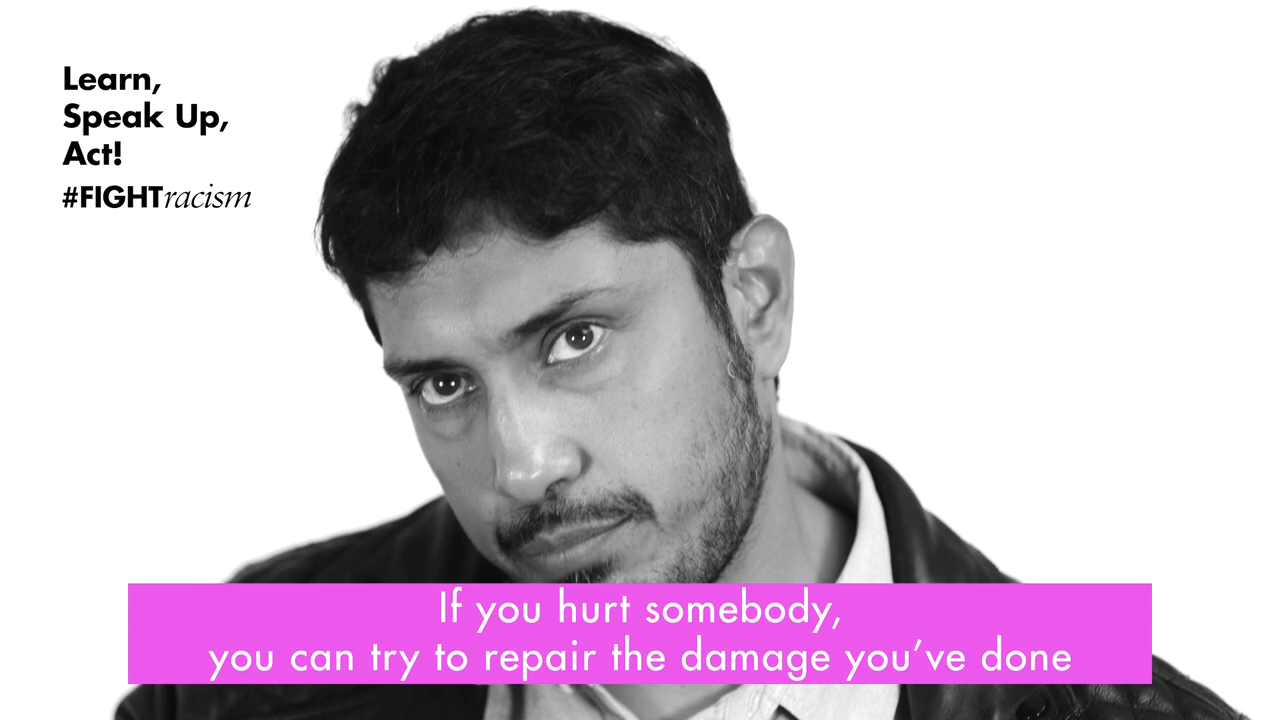 Learn,
Speak Up,
Act!
#FIGHTracism
If you hurt somebody,
you can try to repair the damage you’ve done